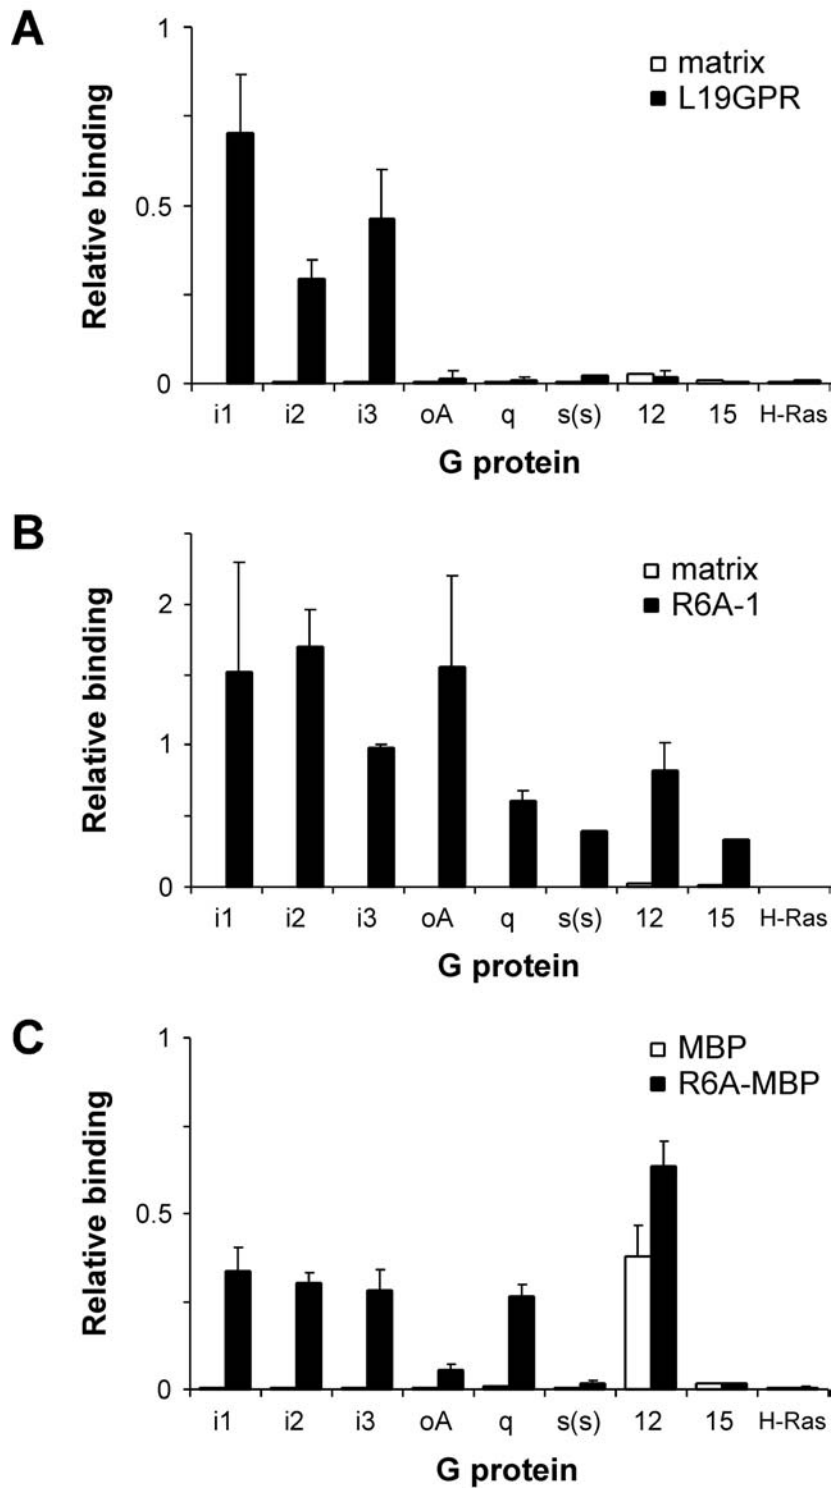 A
1
matrix
L19GPR
Relative binding
0.5
0
i1 i2 i3 oA q s(s) 12 15 H-Ras
G protein
B
matrix
R6A-1
2
Relative binding
1
0
i1 i2 i3 oA q s(s) 12 15 H-Ras
G protein
C
1
MBP
R6A-MBP
Relative binding
0.5
0
i1 i2 i3 oA q s(s) 12 15 H-Ras
G protein